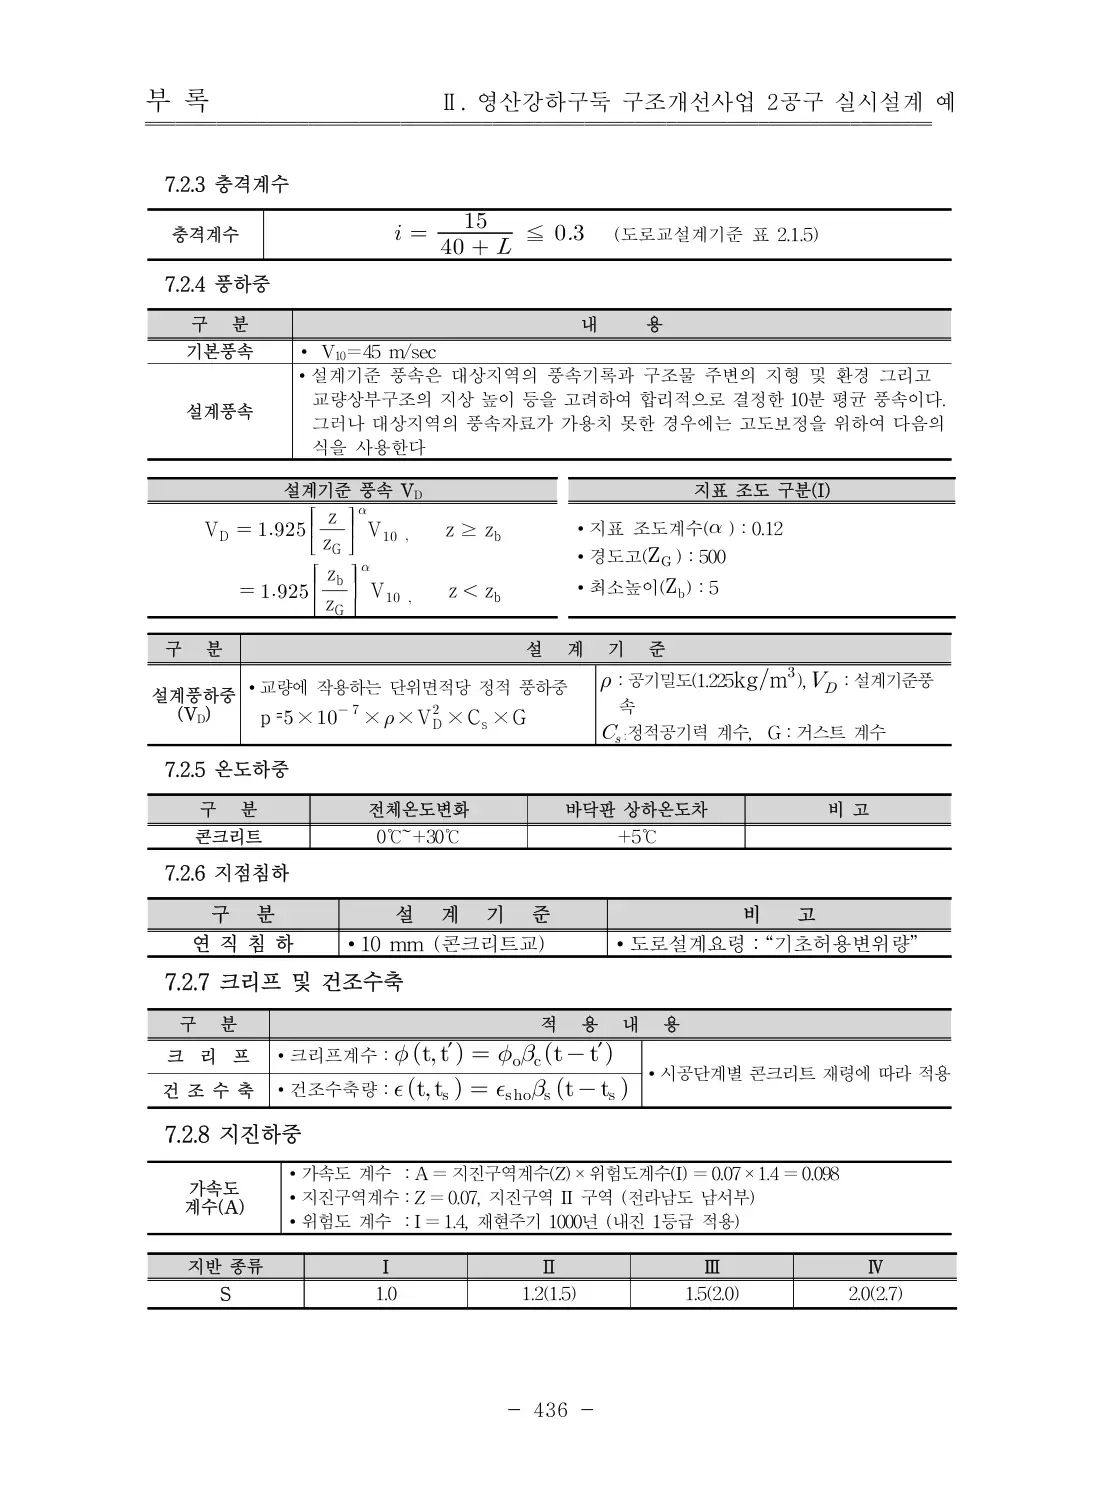 부 록 Ⅱ. 영산강하구둑 구조개선사업 2공구 실시설계 예
7.2.3 충격계수
충격계수 i = 15 / (40 + L) ≦ 0.3 (도로교설계기준 표 2.1.5)
7.2.4 풍하중
구 분 내 용
기본풍속 • V₁₀=45 m/sec
설계풍속 • 설계기준 풍속은 대상지역의 풍속기록과 구조물 주변의 지형 및 환경 그리고
교량상부구조의 지상 높이 등을 고려하여 합리적으로 결정한 10분 평균 풍속이다.
그러나 대상지역의 풍속자료가 가용치 못한 경우에는 고도보정을 위하여 다음의
식을 사용한다
설계기준 풍속 V_D
V_D = 1.925[z / z_G]^α V₁₀ , z ≥ z_b
= 1.925[z_b / z_G]^α V₁₀ , z < z_b
지표 조도 구분(I)
• 지표 조도계수(α) : 0.12
• 경도고(Z_G) : 500
• 최소높이(Z_b) : 5
구 분 설 계 기 준
설계풍하중
(V_D)
• 교량에 작용하는 단위면적당 정적 풍하중
p =5×10⁻⁷×ρ×V_D²×C_s×G
ρ : 공기밀도(1.225kg/m³), V_D : 설계기준풍
속
C_s :정적공기력 계수, G : 거스트 계수
7.2.5 온도하중
구 분 전체온도변화 바닥판 상하온도차 비 고
콘크리트 0℃~+30℃ +5℃
7.2.6 지점침하
구 분 설 계 기 준 비 고
연 직 침 하 • 10 mm (콘크리트교) • 도로설계요령 : “기초허용변위량”
7.2.7 크리프 및 건조수축
구 분 적 용 내 용
크 리 프 • 크리프계수 : ϕ(t, t′) = ϕ_oβ_c(t − t′)
건 조 수 축 • 건조수축량 : ϵ(t, t_s) = ϵ_shoβ_s(t − t_s)
• 시공단계별 콘크리트 재령에 따라 적용
7.2.8 지진하중
가속도
계수(A)
• 가속도 계수 : A = 지진구역계수(Z) × 위험도계수(I) = 0.07 × 1.4 = 0.098
• 지진구역계수 : Z = 0.07, 지진구역 Ⅱ 구역 (전라남도 남서부)
• 위험도 계수 : I = 1.4, 재현주기 1000년 (내진 1등급 적용)
지반 종류 Ⅰ Ⅱ Ⅲ Ⅳ
S 1.0 1.2(1.5) 1.5(2.0) 2.0(2.7)
- 436 -